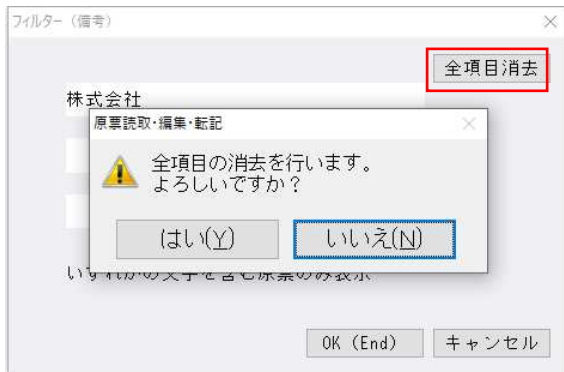 フィルター（備考）
全項目消去
株式会社
原票読取・編集・転記
全項目の消去を行います。
よろしいですか？
はい(Y)
いいえ(N)
いずれかの文字を含む原票のみ表示
OK (End)
キャンセル